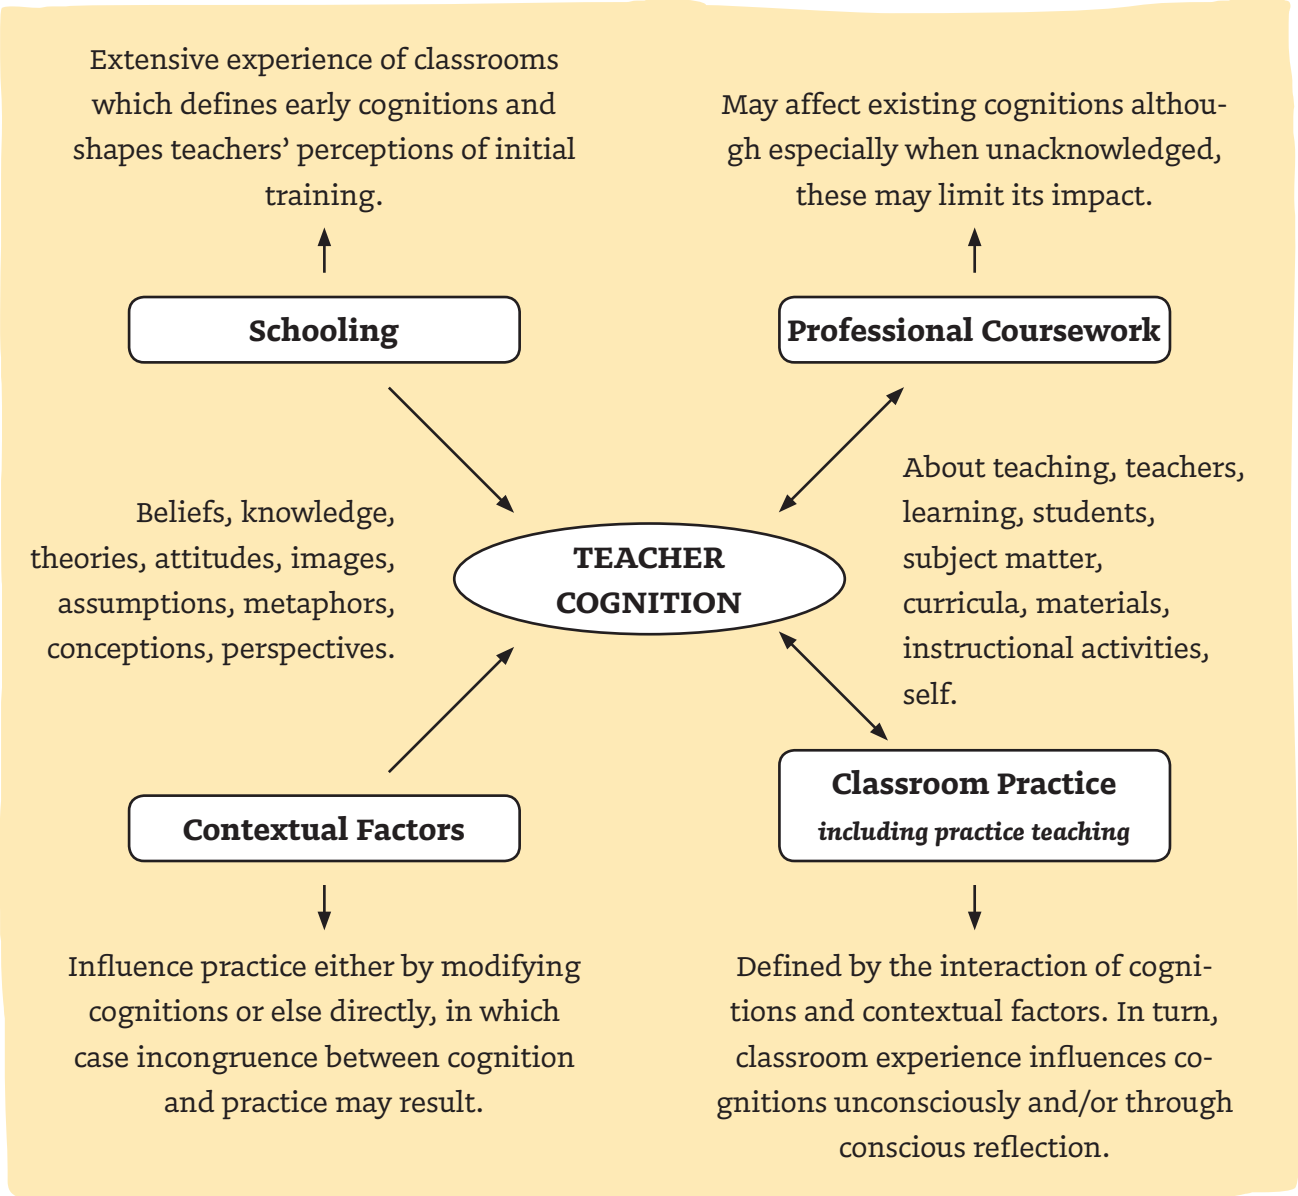 Extensive experience of classrooms
which defines early cognitions and
shapes teachers’ perceptions of initial
training.
May affect existing cognitions althou-
gh especially when unacknowledged,
these may limit its impact.
Schooling
Professional Coursework
Beliefs, knowledge,
theories, attitudes, images,
assumptions, metaphors,
conceptions, perspectives.
TEACHER
COGNITION
About teaching, teachers,
learning, students,
subject matter,
curricula, materials,
instructional activities,
self.
Contextual Factors
Classroom Practice
including practice teaching
Influence practice either by modifying
cognitions or else directly, in which
case incongruence between cognition
and practice may result.
Defined by the interaction of cogni-
tions and contextual factors. In turn,
classroom experience influences co-
gnitions unconsciously and/or through
conscious reflection.